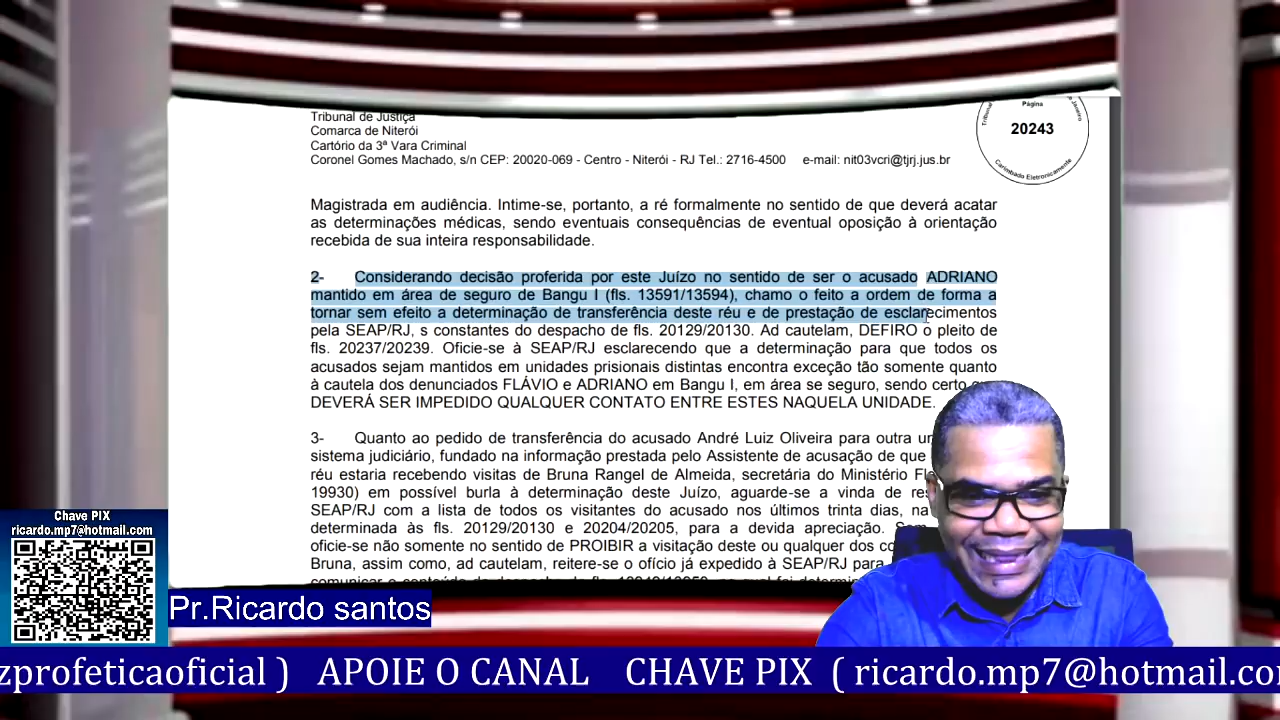 Tribunal de Justiça
Comarca de Niterói
Cartório da 3ª Vara Criminal
Coronel Gomes Machado, s/n CEP: 20020-069 - Centro - Niterói - RJ Tel.: 2716-4500 e-mail: nit03vcri@tjrj.jus.br
Página
20243
Carimbado Eletronicamente
Magistrada em audiência. Intime-se, portanto, a ré formalmente no sentido de que deverá acatar
as determinações médicas, sendo eventuais consequências de eventual oposição à orientação
recebida de sua inteira responsabilidade.
2- Considerando decisão proferida por este Juízo no sentido de ser o acusado ADRIANO
mantido em área de seguro de Bangu I (fls. 13591/13594), chamo o feito a ordem de forma a
tornar sem efeito a determinação de transferência deste réu e de prestação de esclarecimentos
pela SEAP/RJ, s constantes do despacho de fls. 20129/20130. Ad cautelam, DEFIRO o pleito de
fls. 20237/20239. Oficie-se à SEAP/RJ esclarecendo que a determinação para que todos os
acusados sejam mantidos em unidades prisionais distintas encontra exceção tão somente quanto
à cautela dos denunciados FLÁVIO e ADRIANO em Bangu I, em área se seguro, sendo certo
DEVERÁ SER IMPEDIDO QUALQUER CONTATO ENTRE ESTES NAQUELA UNIDADE.
3- Quanto ao pedido de transferência do acusado André Luiz Oliveira para outra
sistema judiciário, fundado na informação prestada pelo Assistente de acusação de que
réu estaria recebendo visitas de Bruna Rangel de Almeida, secretária do Ministério
19930) em possível burla à determinação deste Juízo, aguarde-se a vinda de
SEAP/RJ com a lista de todos os visitantes do acusado nos últimos trinta dias,
determinada às fls. 20129/20130 e 20204/20205, para a devida apreciação.
oficie-se não somente no sentido de PROIBIR a visitação deste ou qualquer dos
Bruna, assim como, ad cautelam, reitere-se o ofício já expedido à SEAP/RJ para
Chave PIX
ricardo.mp7@hotmail.com
Pr.Ricardo santos
zprofeticaoficial ) APOIE O CANAL CHAVE PIX ( ricardo.mp7@hotmail.co